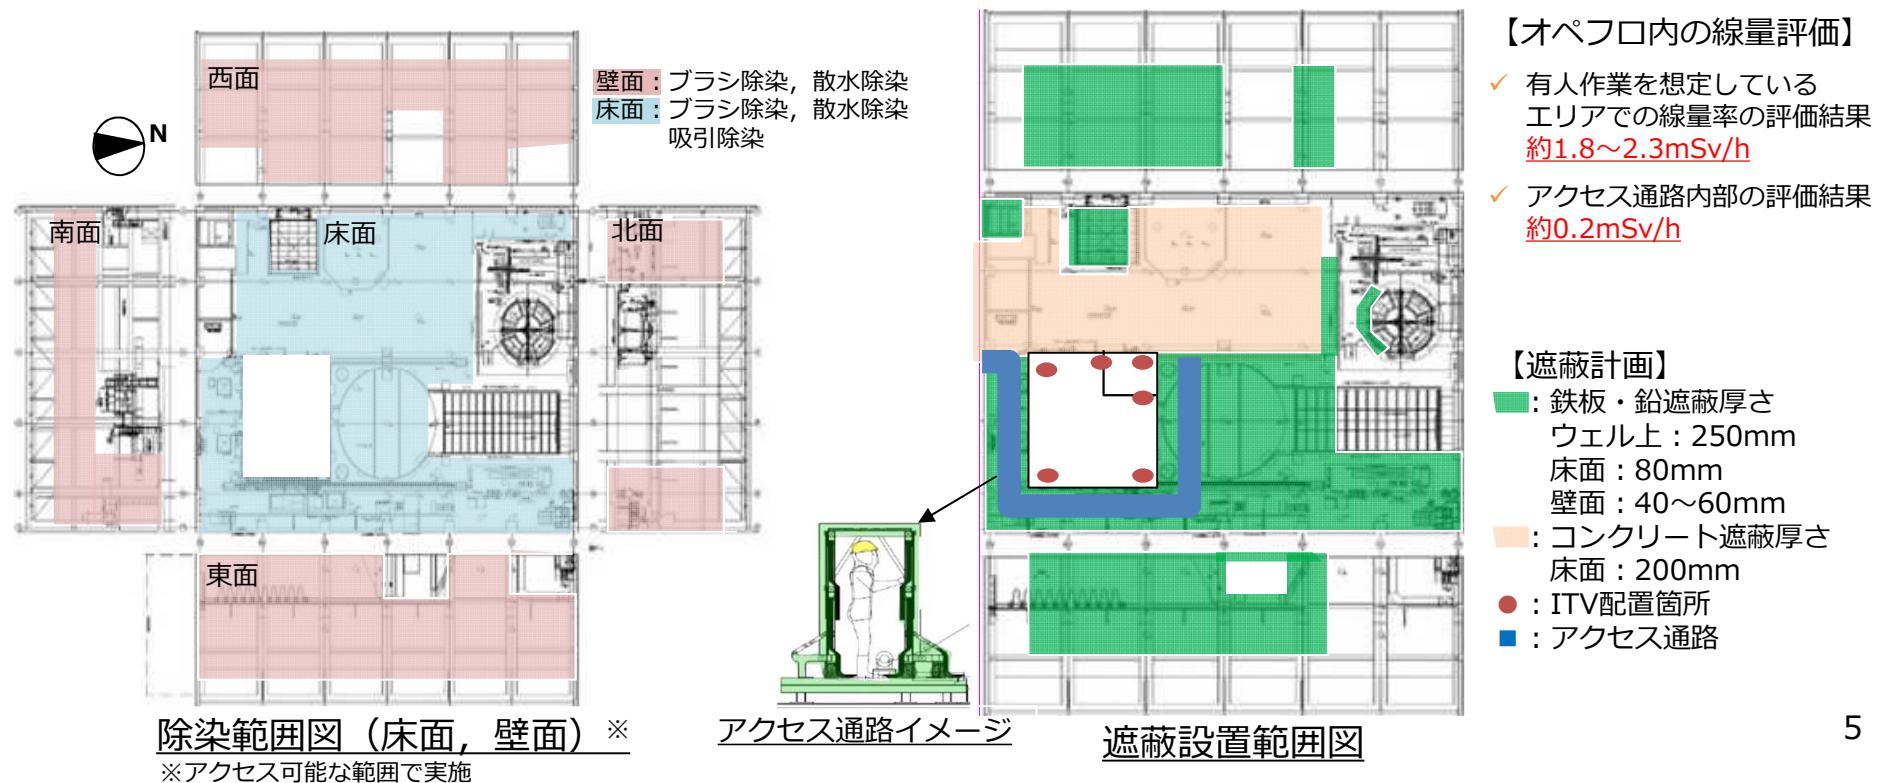 西面
壁面：ブラシ除染，散水除染
床面：ブラシ除染，散水除染
吸引除染
N
南面
床面
北面
東面
除染範囲図（床面，壁面）※
※アクセス可能な範囲で実施
アクセス通路イメージ
遮蔽設置範囲図
【オペフロ内の線量評価】
✓ 有人作業を想定している
エリアでの線量率の評価結果
約1.8～2.3mSv/h
✓ アクセス通路内部の評価結果
約0.2mSv/h
【遮蔽計画】
：鉄板・鉛遮蔽厚さ
ウェル上：250mm
床面：80mm
壁面：40～60mm
：コンクリート遮蔽厚さ
床面：200mm
：ITV配置箇所
：アクセス通路
5